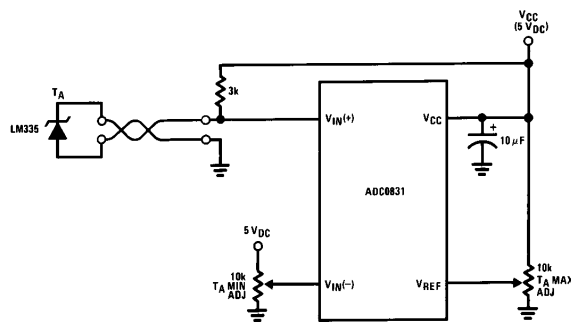 VCC
(5 VDC)
TA
LM335
3k
VIN(+)
VCC
+
10 μF
ADC0831
5 VDC
10k
TA MIN
ADJ
VIN(−)
VREF
10k
TA MAX
ADJ